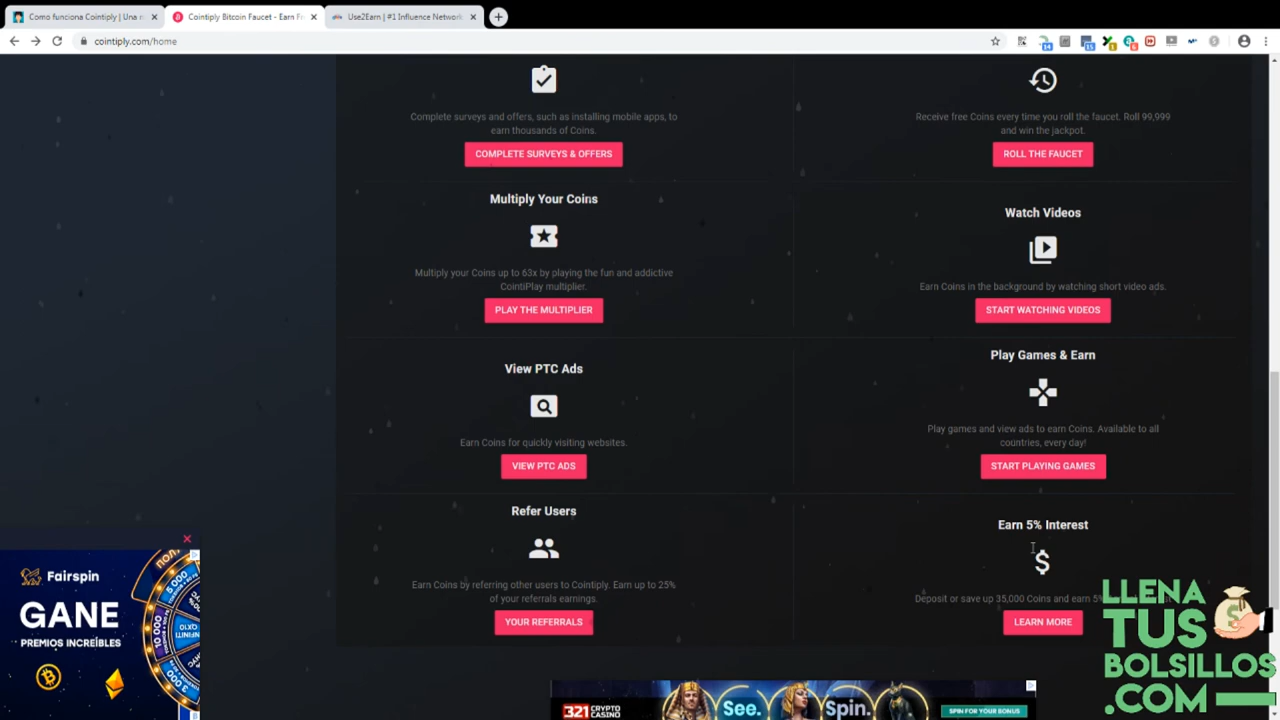 Como funciona Cointiply | Una
Cointiply Bitcoin Faucet - Earn Fr
Use2Earn | #1 Influence Network
cointiply.com/home
Complete surveys and offers, such as installing mobile apps, to
earn thousands of Coins.
COMPLETE SURVEYS & OFFERS
Receive free Coins every time you roll the faucet. Roll 99,999
and win the jackpot.
ROLL THE FAUCET
Multiply Your Coins
Multiply your Coins up to 63x by playing the fun and addictive
CointiPlay multiplier.
PLAY THE MULTIPLIER
Watch Videos
Earn Coins in the background by watching short video ads.
START WATCHING VIDEOS
View PTC Ads
Earn Coins for quickly visiting websites.
VIEW PTC ADS
Play Games & Earn
Play games and view ads to earn Coins. Available to all
countries, every day!
START PLAYING GAMES
Refer Users
Earn Coins by referring other users to Cointiply. Earn up to 25%
of your referrals earnings.
YOUR REFERRALS
Earn 5% Interest
Deposit or save up 35,000 Coins and earn 5%
LEARN MORE
Fairspin
GANE
PREMIOS INCREÍBLES
5.000
10 000
3.000
321 CRYPTO
CASINO
See.
Spin.
SPIN FOR YOUR BONUS
LLENA
TUS
BOLSILLOS
.COM